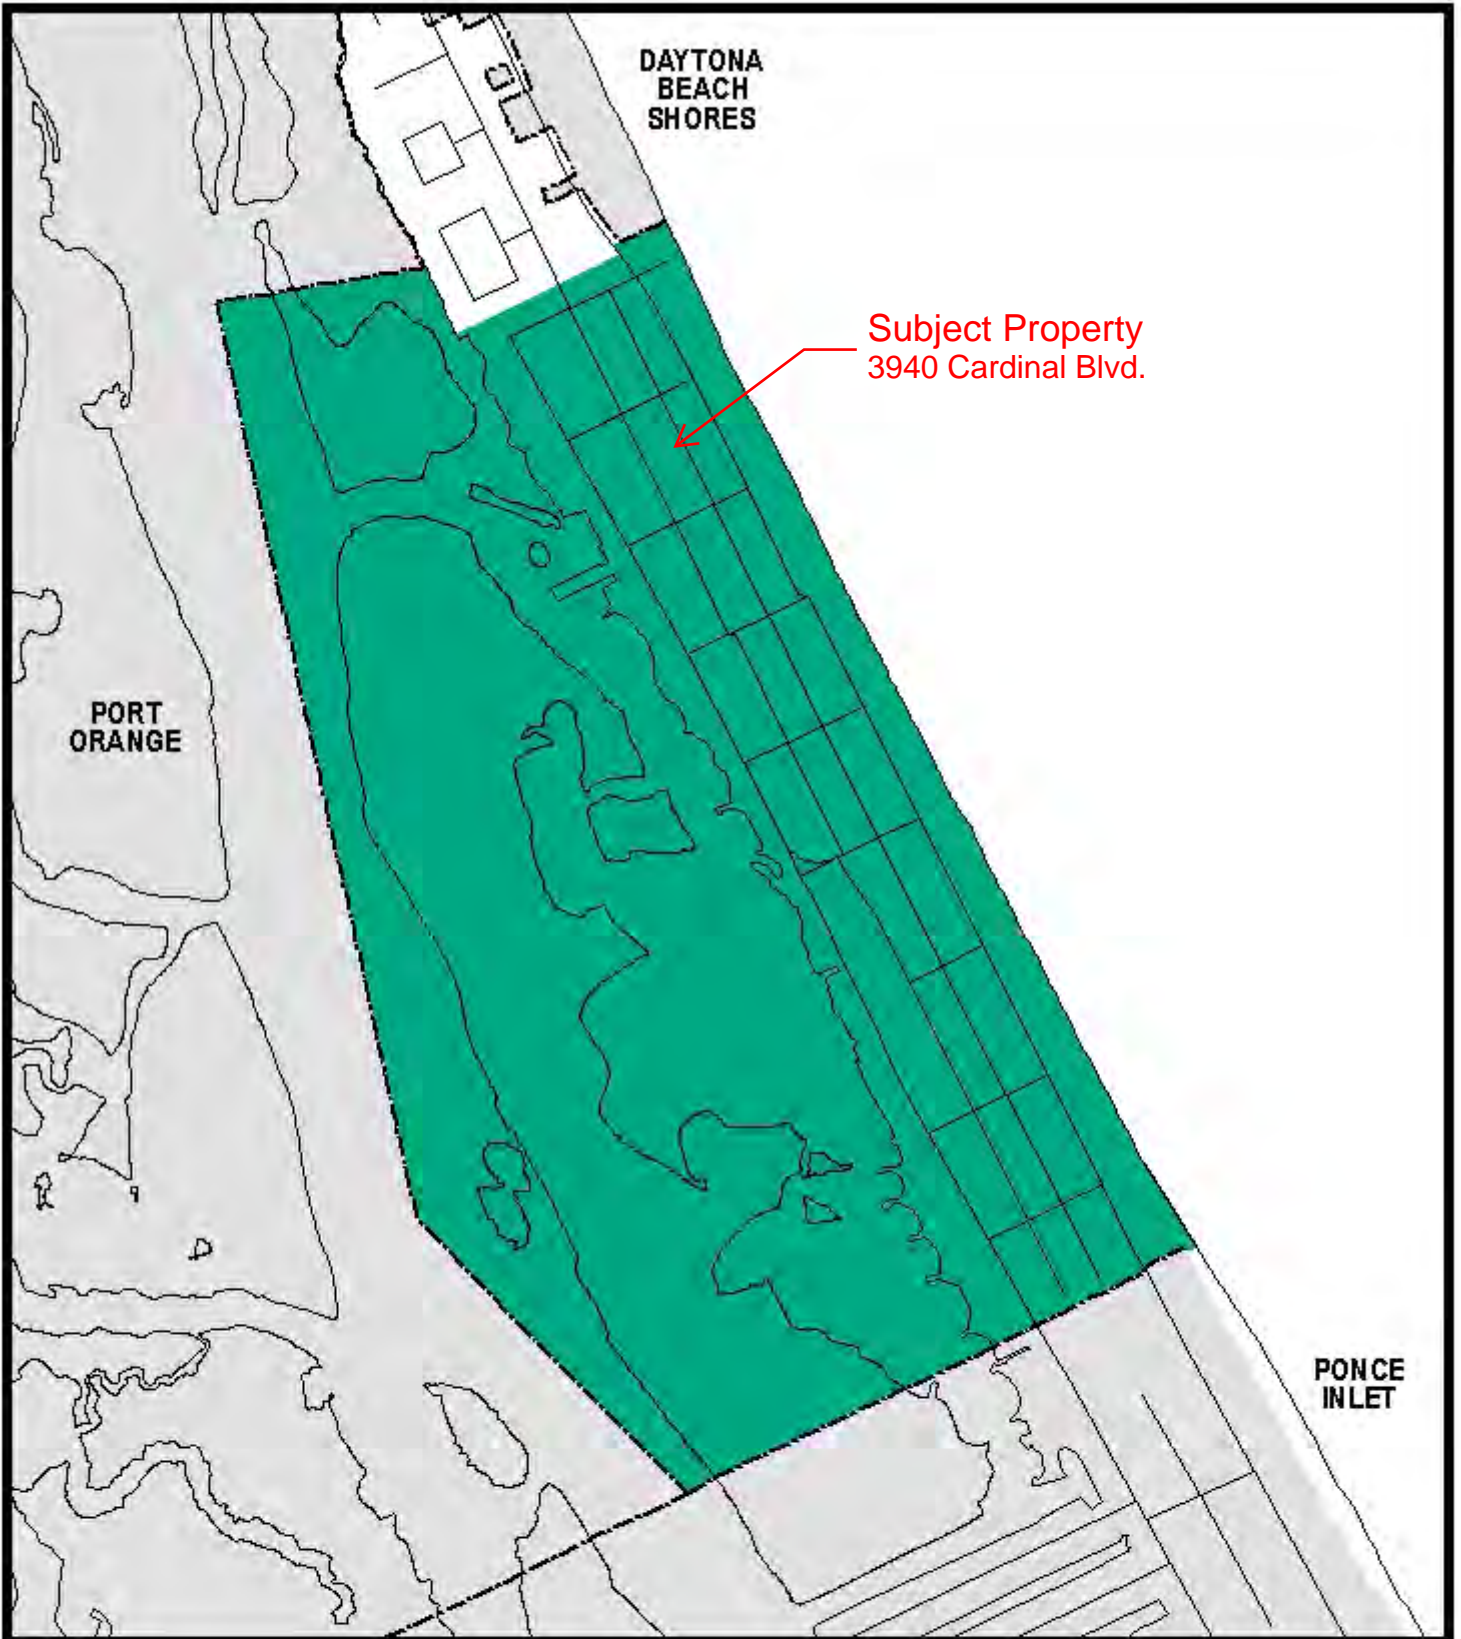 DAYTONA
BEACH
SHORES
Subject Property
3940 Cardinal Blvd.
PORT
ORANGE
PONCE
INLET